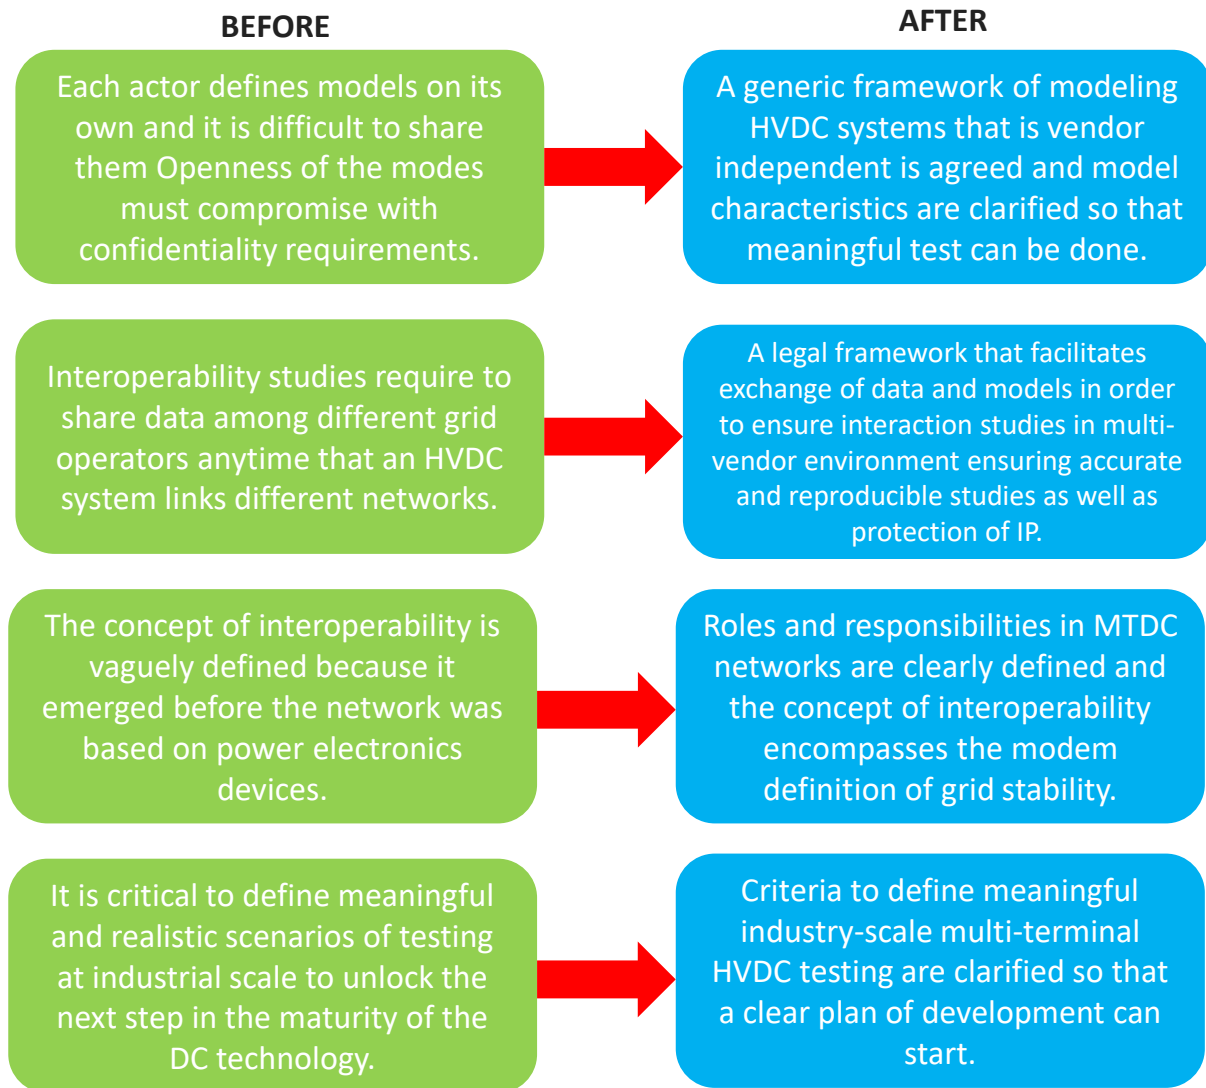 BEFORE
AFTER
Each actor defines models on its
own and it is difficult to share
them Openness of the modes
must compromise with
confidentiality requirements.
A generic framework of modeling
HVDC systems that is vendor
independent is agreed and model
characteristics are clarified so that
meaningful test can be done.
Interoperability studies require to
share data among different grid
operators anytime that an HVDC
system links different networks.
A legal framework that facilitates
exchange of data and models in order
to ensure interaction studies in multi-
vendor environment ensuring accurate
and reproducible studies as well as
protection of IP.
The concept of interoperability is
vaguely defined because it
emerged before the network was
based on power electronics
devices.
Roles and responsibilities in MTDC
networks are clearly defined and
the concept of interoperability
encompasses the modem
definition of grid stability.
It is critical to define meaningful
and realistic scenarios of testing
at industrial scale to unlock the
next step in the maturity of the
DC technology.
Criteria to define meaningful
industry-scale multi-terminal
HVDC testing are clarified so that
a clear plan of development can
start.